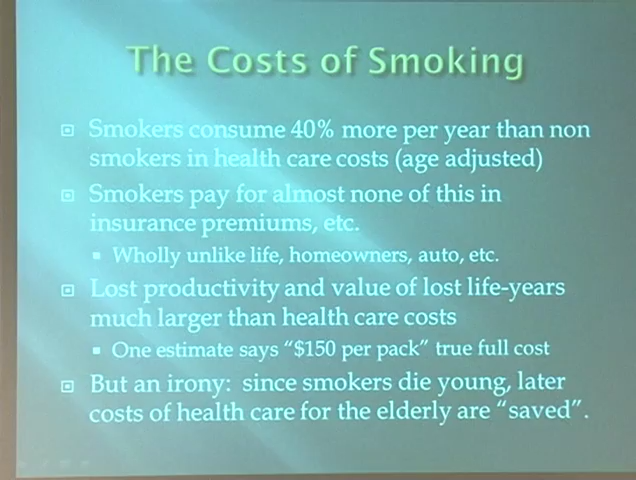 The Costs of Smoking
Smokers consume 40% more per year than non
smokers in health care costs (age adjusted)
Smokers pay for almost none of this in
insurance premiums, etc.
Wholly unlike life, homeowners, auto, etc.
Lost productivity and value of lost life-years
much larger than health care costs
One estimate says “$150 per pack” true full cost
But an irony: since smokers die young, later
costs of health care for the elderly are “saved”.